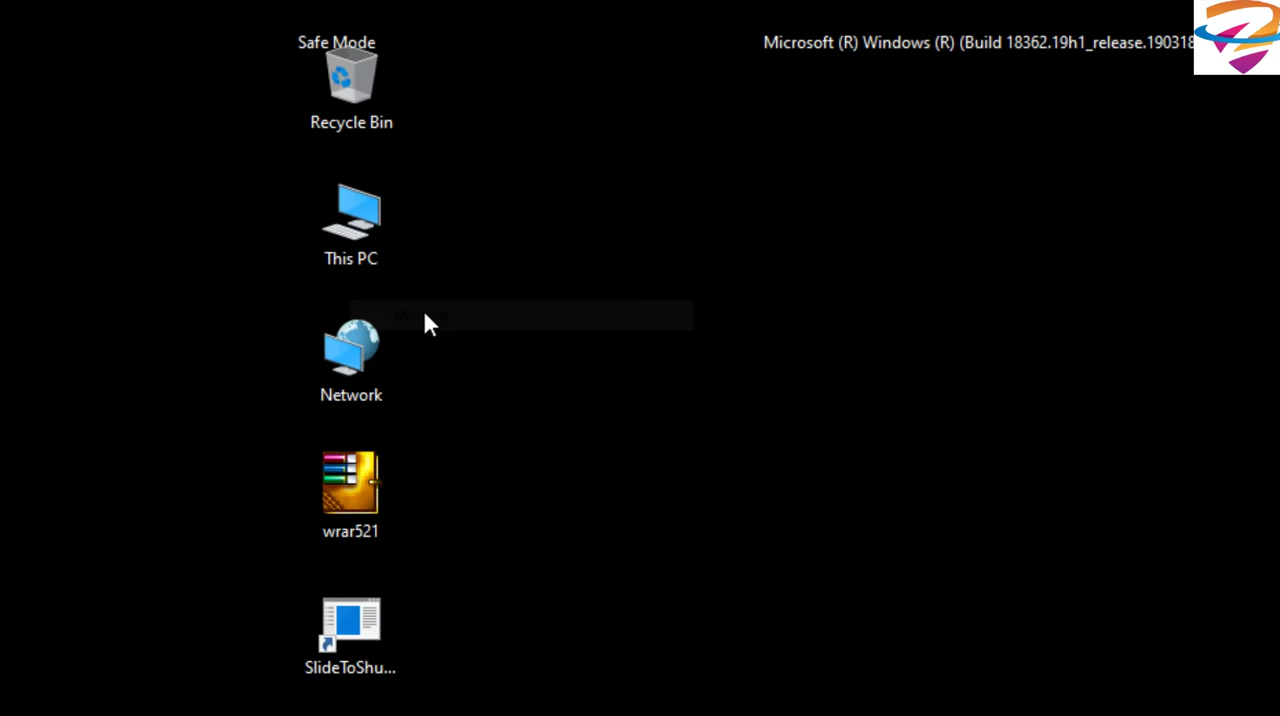 Safe Mode
Microsoft (R) Windows (R) (Build 18362.19h1_release.190318
Recycle Bin
This PC
Network
wrar521
SlideToShu...